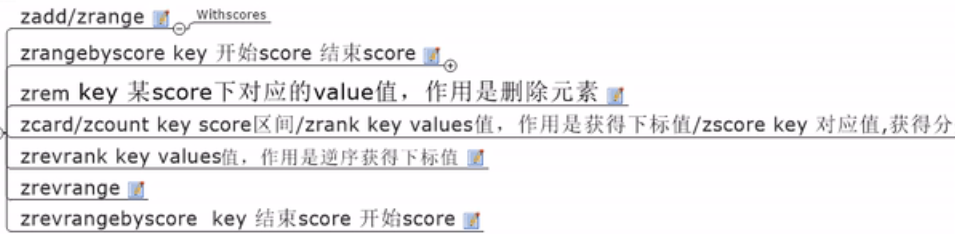 zadd/zrange Withscores
zrangebyscore key 开始score 结束score
zrem key 某score下对应的value值，作用是删除元素
zcard/zcount key score区间/zrank key values值，作用是获得下标值/zscore key 对应值,获得分
zrevrank key values值，作用是逆序获得下标值
zrevrange
zrevrangebyscore key 结束score 开始score